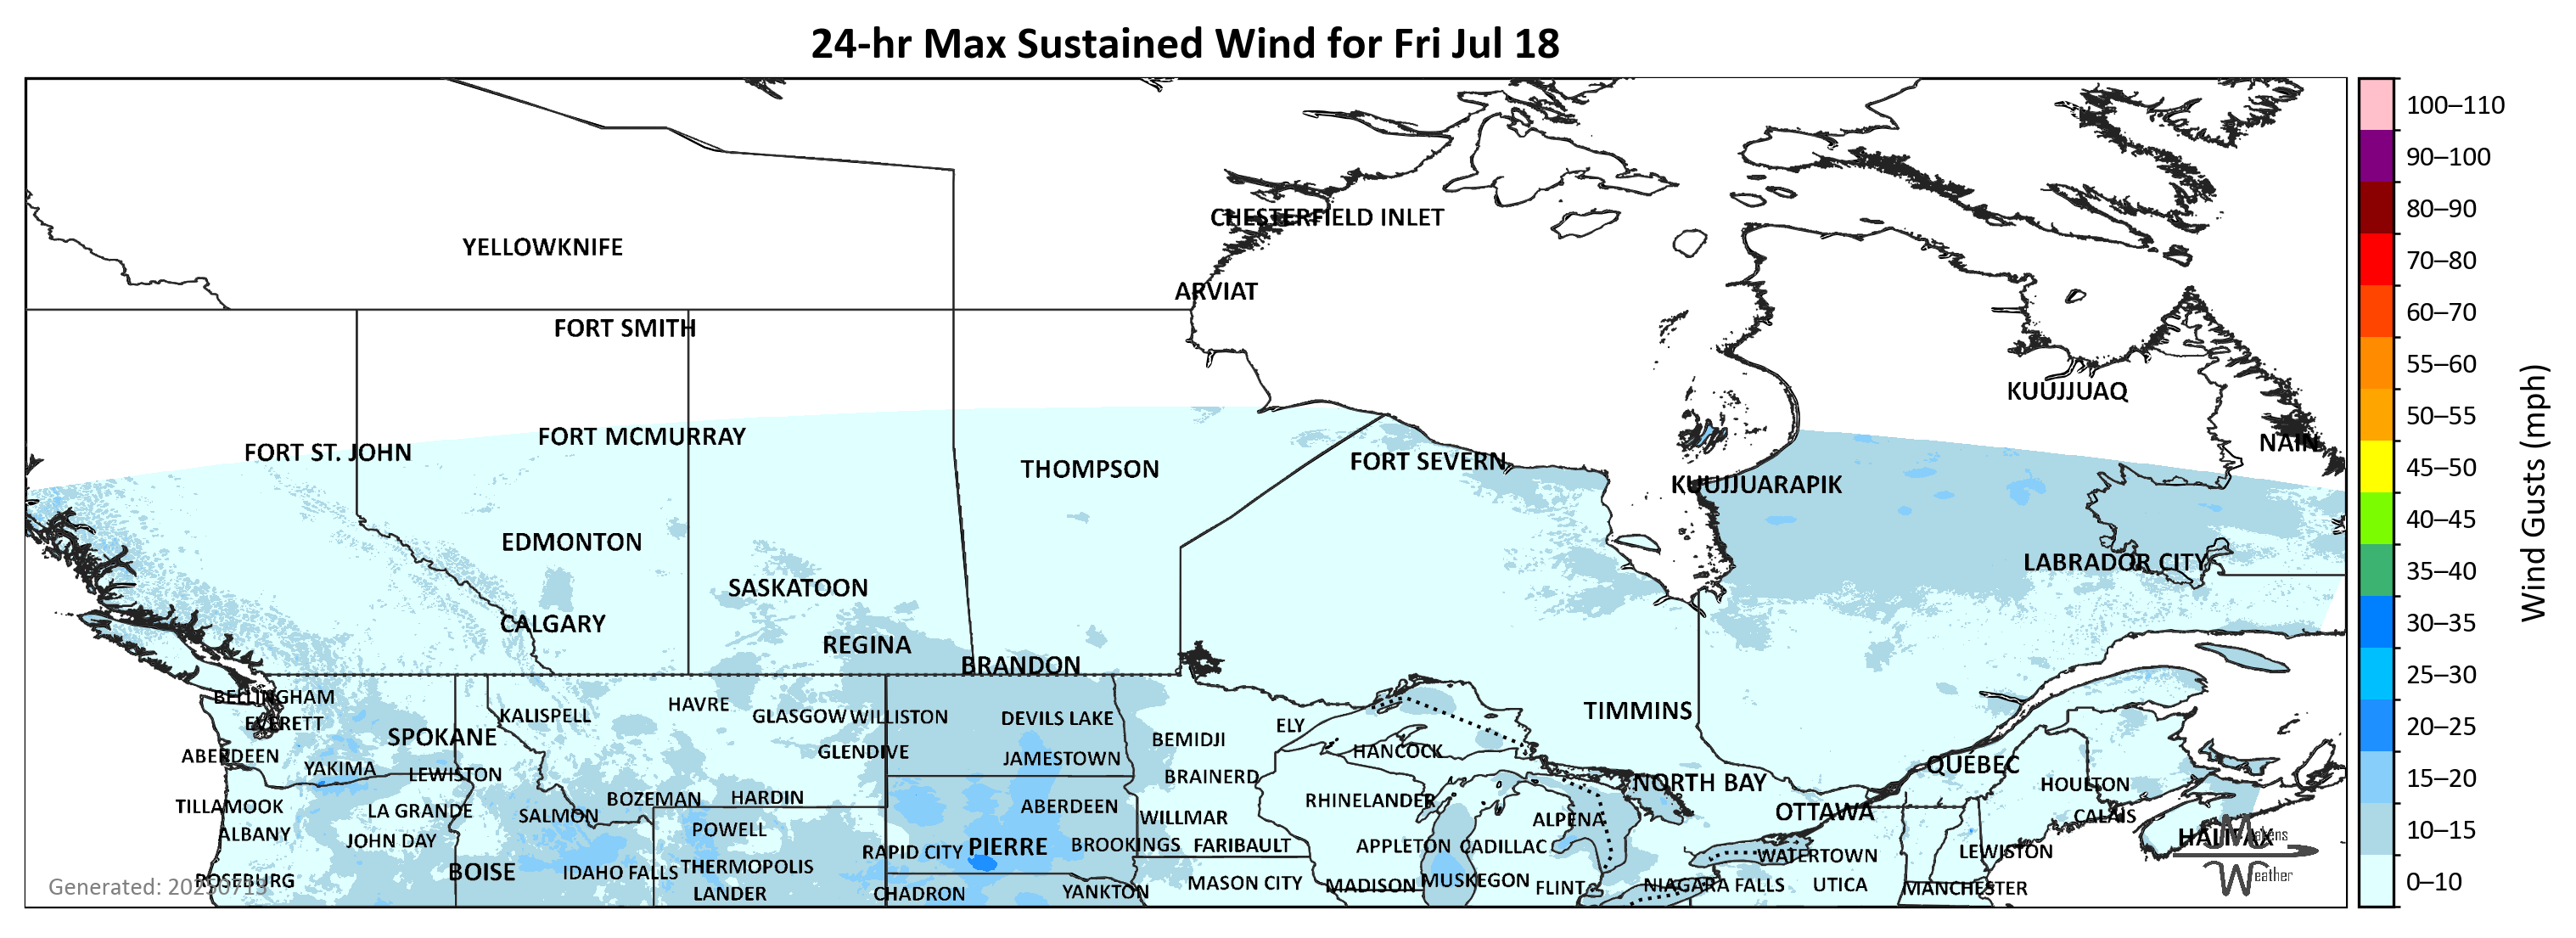 24-hr Max Sustained Wind for Fri Jul 18
100–110
90–100
80–90
70–80
60–70
55–60
50–55
45–50
40–45
35–40
30–35
25–30
20–25
15–20
10–15
0–10
Wind Gusts (mph)
CHESTERFIELD INLET
YELLOWKNIFE
ARVIAT
FORT SMITH
KUUJJUAQ
FORT MCMURRAY
NAIN
FORT ST. JOHN
FORT SEVERN
THOMPSON
KUUJJUARAPIK
EDMONTON
LABRADOR CITY
SASKATOON
CALGARY
REGINA
BRANDON
BELLINGHAM
HAVRE
TIMMINS
KALISPELL
GLASGOW WILLISTON
DEVILS LAKE
EVERETT
ELY
SPOKANE
BEMIDJI
HANCOCK
ABERDEEN
GLENDIVE
JAMESTOWN
QUÉBEC
YAKIMA
LEWISTON
BRAINERD
NORTH BAY
HOULTON
BOZEMAN
HARDIN
RHINELANDER
TILLAMOOK
LA GRANDE
ABERDEEN
OTTAWA
SALMON
WILLMAR
ALPENA
CALAIS
ALBANY
POWELL
HALIFAX
Makens
Weather
JOHN DAY
RAPID CITY
PIERRE
BROOKINGS
FARIBAULT
APPLETON
CADILLAC
LEWISTON
WATERTOWN
BOISE
IDAHO FALLS
THERMOPOLIS
ROSEBURG
MUSKEGON
MASON CITY
MADISON
FLINT
NIAGARA FALLS
UTICA
MANCHESTER
LANDER
CHADRON
YANKTON
Generated: 20250713